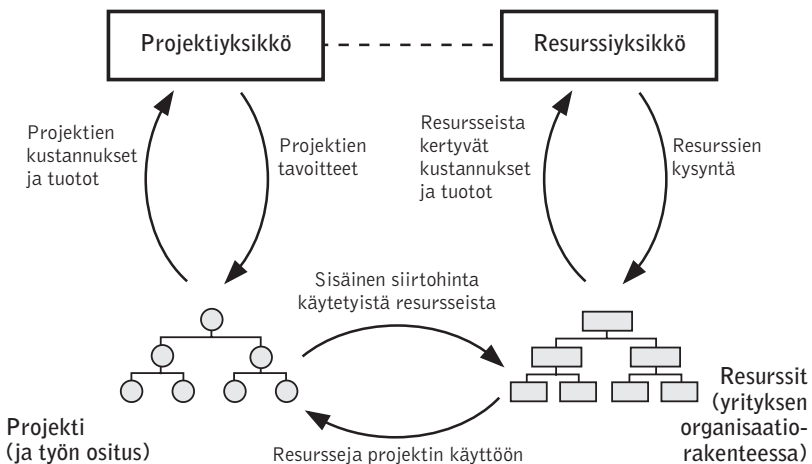 Projektiyksikkö
Resurssiyksikkö
Projektien
kustannukset
ja tuotot
Projektien
tavoitteet
Resursseista
kertyvät
kustannukset
ja tuotot
Resurssien
kysyntä
Sisäinen siirtohinta
käytetyistä resursseista
Projekti
(ja työn ositus)
Resursseja projektin käyttöön
Resurssit
(yrityksen
organisaatio-
rakenteessa)